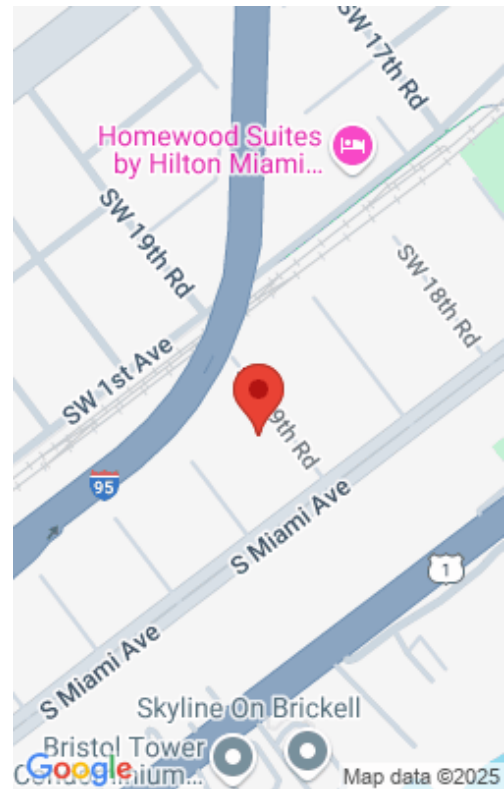 SW 17th Rd
Homewood Suites
by Hilton Miami...
SW 19th Rd
SW 18th Rd
SW 1st Ave
9th Rd
95
S Miami Ave
1
S Miami Ave
Skyline On Brickell
Bristol Tower
Google
Map data ©2025